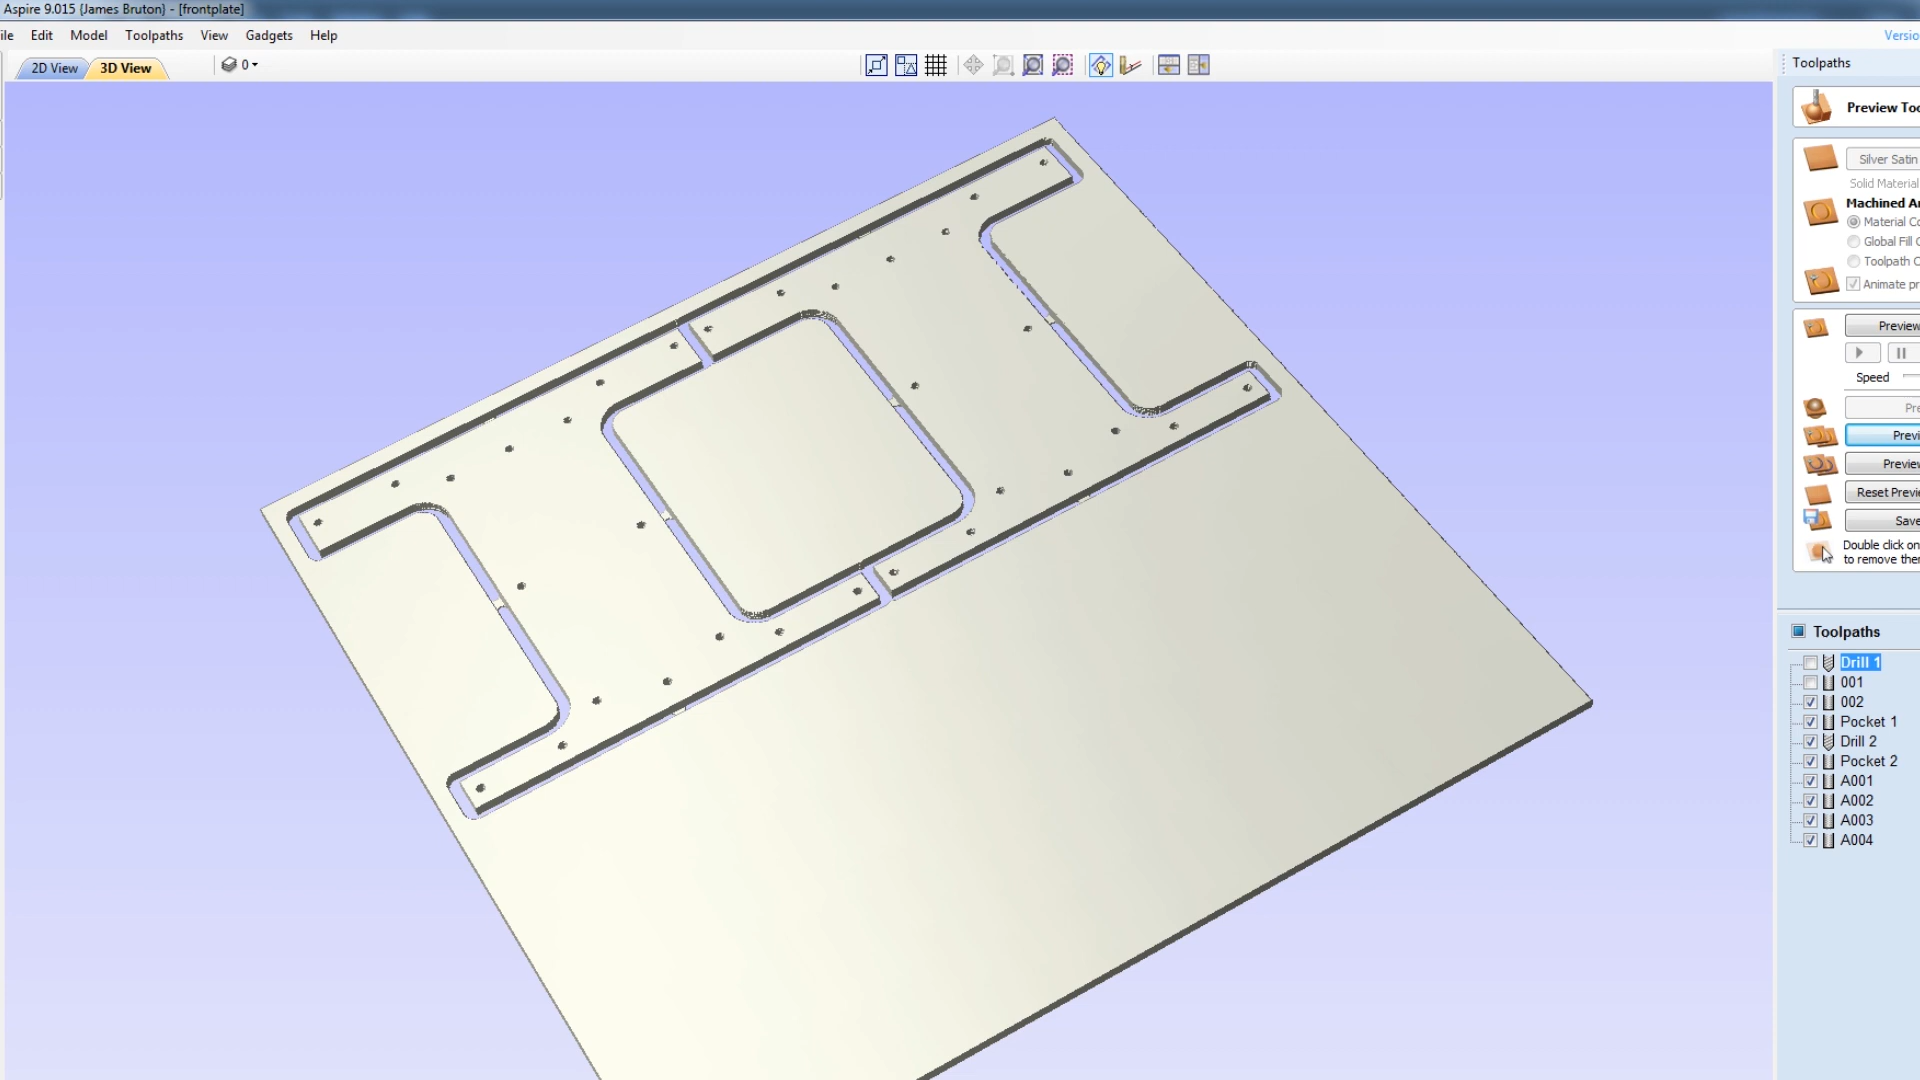 Aspire 9.015 {James Bruton} - [frontplate]
ile Edit Model Toolpaths View Gadgets Help
Versio
2D View 3D View 0
Toolpaths
Preview Too
Silver Satin
Solid Material
Machined Ar
Material Co
Global Fill C
Toolpath C
Animate pr
Preview
Speed
Pre
Previ
Preview
Reset Previe
Save
Double click on
to remove ther
Toolpaths
Drill 1
001
002
Pocket 1
Drill 2
Pocket 2
A001
A002
A003
A004